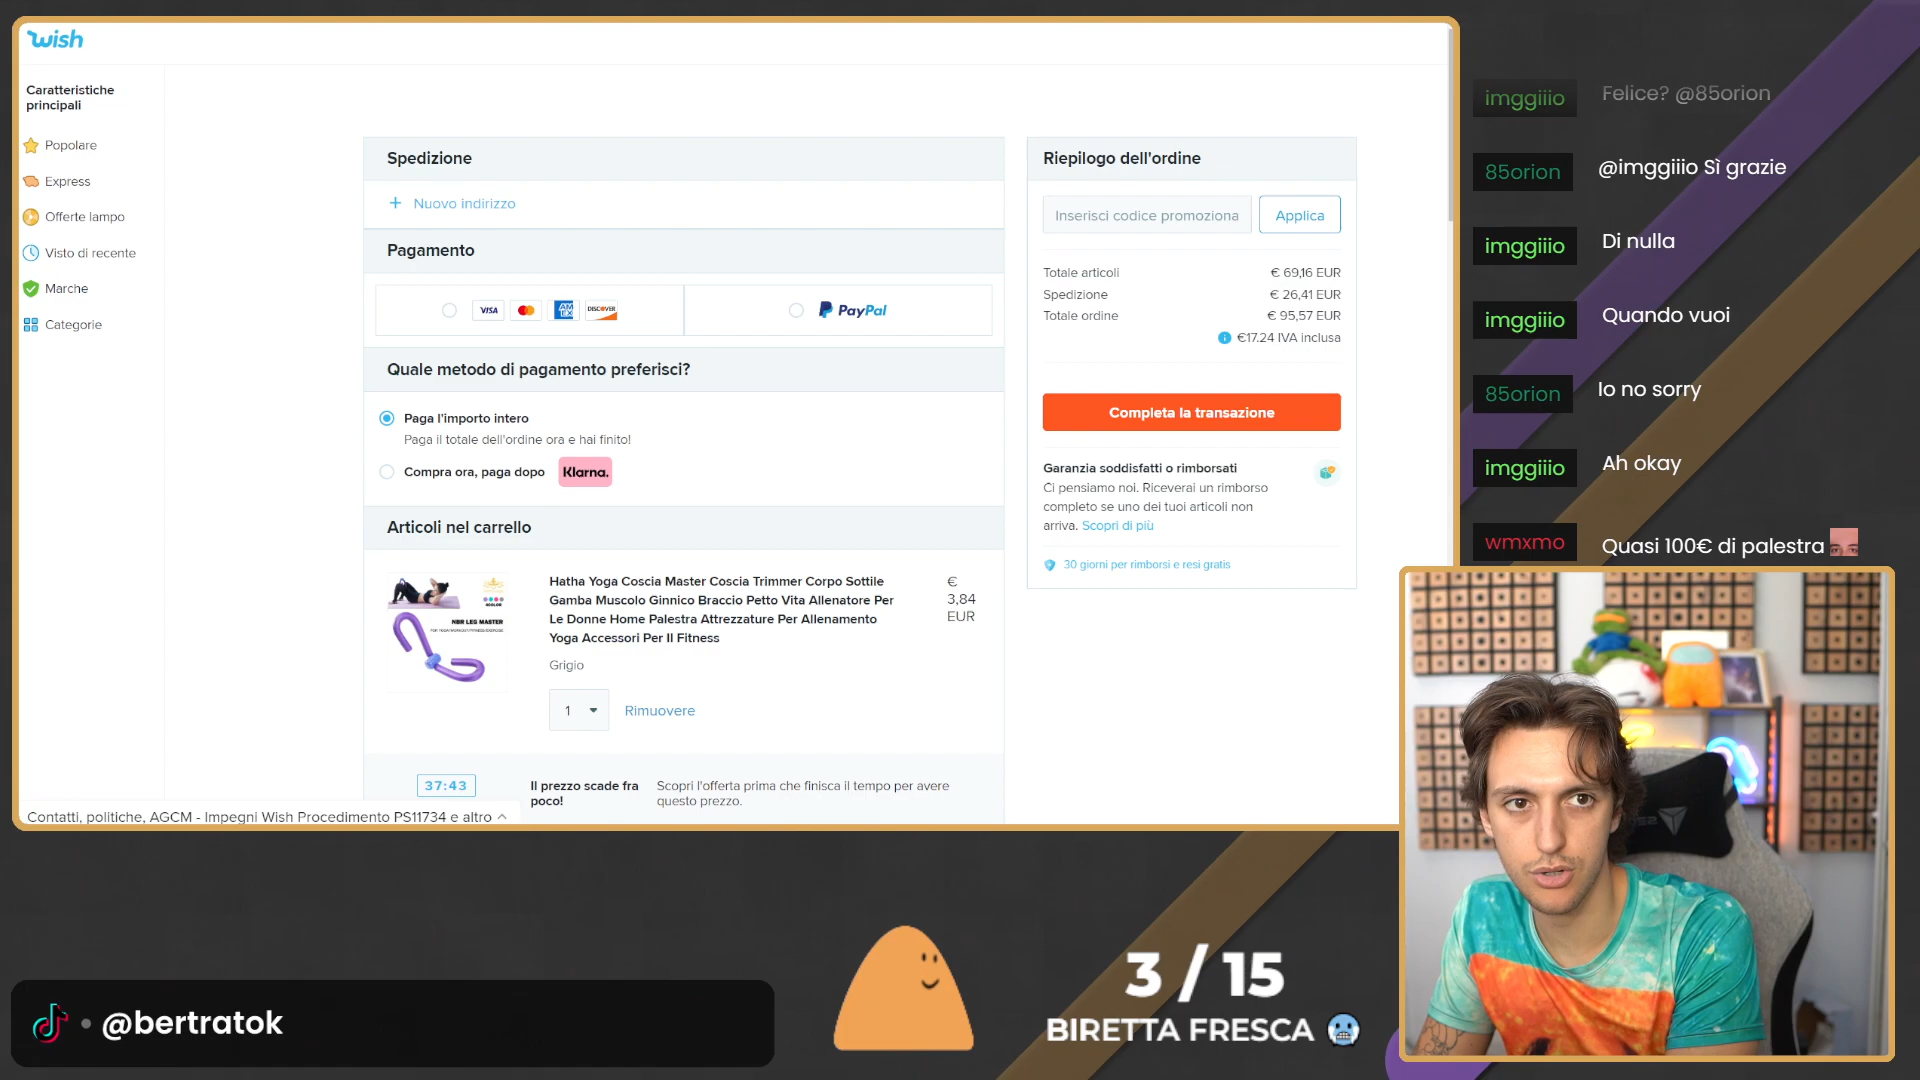 wish
Caratteristiche
principali
Popolare
Express
Offerte lampo
Visto di recente
Marche
Categorie
Spedizione
+ Nuovo indirizzo
Pagamento
VISA
AM
EX
DISCOVER
PayPal
Quale metodo di pagamento preferisci?
Paga l'importo intero
Paga il totale dell'ordine ora e hai finito!
Compra ora, paga dopo Klarna.
Articoli nel carrello
NBR LEG MASTER
Hatha Yoga Coscia Master Coscia Trimmer Corpo Sottile
Gamba Muscolo Ginnico Braccio Petto Vita Allenatore Per
Le Donne Home Palestra Attrezzature Per Allenamento
Yoga Accessori Per Il Fitness
€
3,84
EUR
Grigio
1
Rimuovere
37:43
Il prezzo scade fra
poco!
Scopri l'offerta prima che finisca il tempo per avere
questo prezzo.
Contatti, politiche, AGCM - Impegni Wish Procedimento PS11734 e altro
Riepilogo dell'ordine
Inserisci codice promoziona
Applica
Totale articoli € 69,16 EUR
Spedizione € 26,41 EUR
Totale ordine € 95,57 EUR
€17.24 IVA inclusa
Completa la transazione
Garanzia soddisfatti o rimborsati
Ci pensiamo noi. Riceverai un rimborso
completo se uno dei tuoi articoli non
arriva. Scopri di più
30 giorni per rimborsi e resi gratis
imggiiio Felice? @85orion
85orion @imggiiio Sì grazie
imggiiio Di nulla
imggiiio Quando vuoi
85orion Io no sorry
imggiiio Ah okay
wmxmo Quasi 100€ di palestra
@bertratok
3 / 15
BIRETTA FRESCA